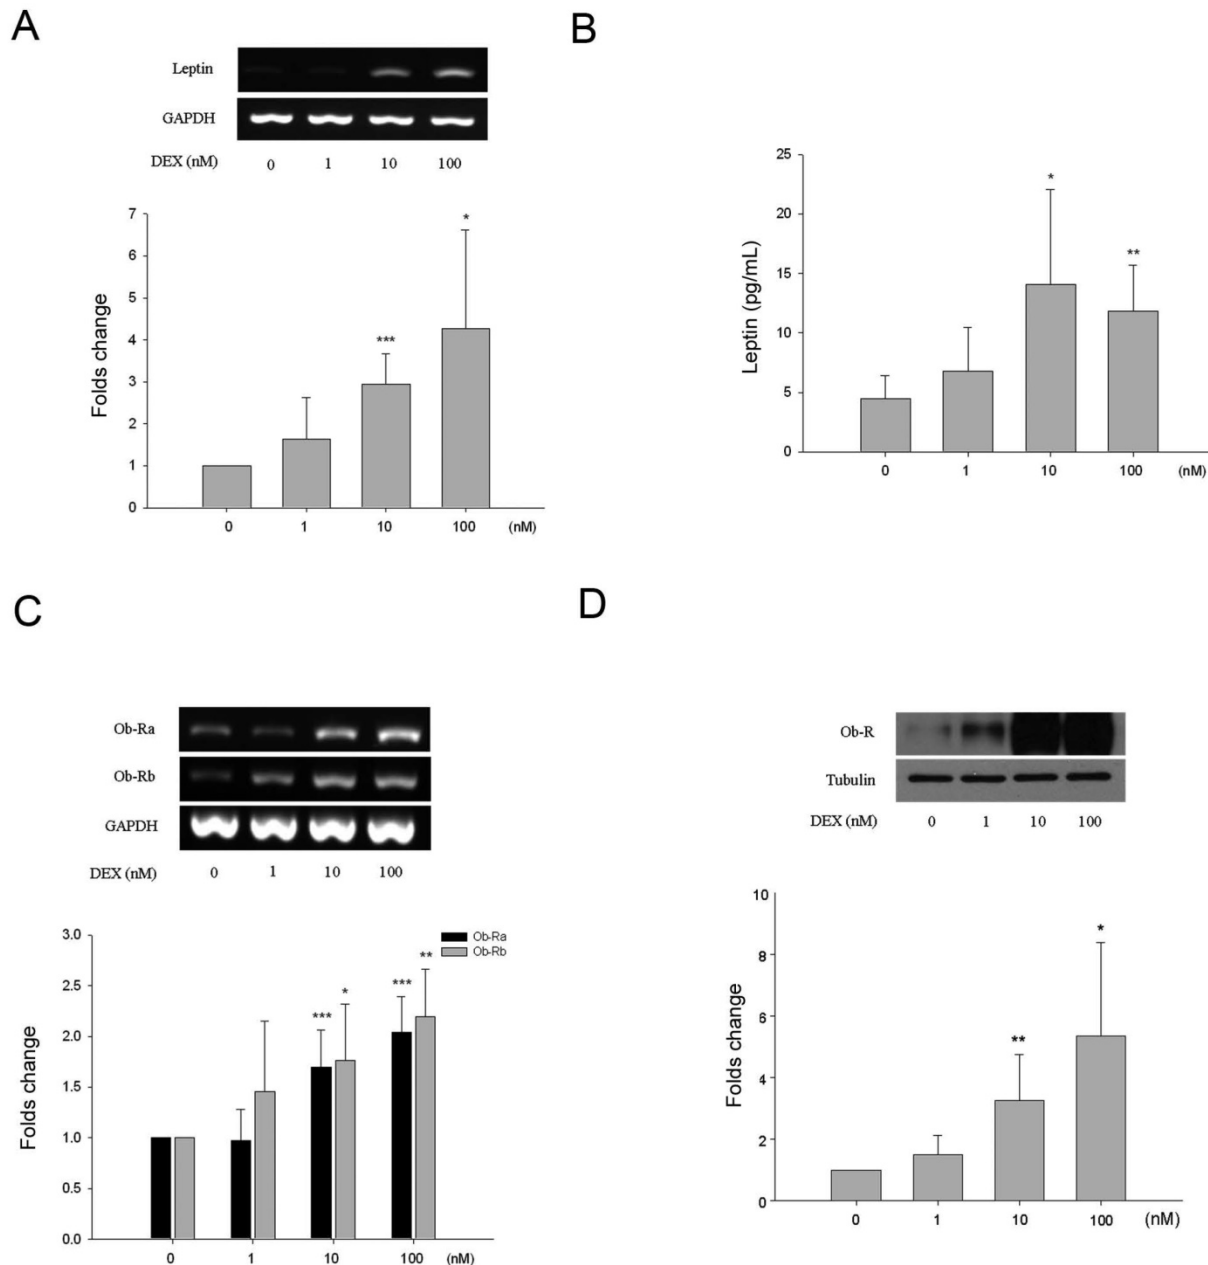 A
Leptin
GAPDH
DEX (nM) 0 1 10 100
7
6
5
4
3
2
1
0
Folds change
*** *
0 1 10 100 (nM)
B
25
20
15
10
5
0
Leptin (pg/mL)
* **
0 1 10 100 (nM)
C
Ob-Ra
Ob-Rb
GAPDH
DEX (nM) 0 1 10 100
Ob-Ra
Ob-Rb
3.0
2.5
2.0
1.5
1.0
0.5
0.0
Folds change
*** * *** **
0 1 10 100 (nM)
D
Ob-R
Tubulin
DEX (nM) 0 1 10 100
10
8
6
4
2
0
Folds change
** *
0 1 10 100 (nM)